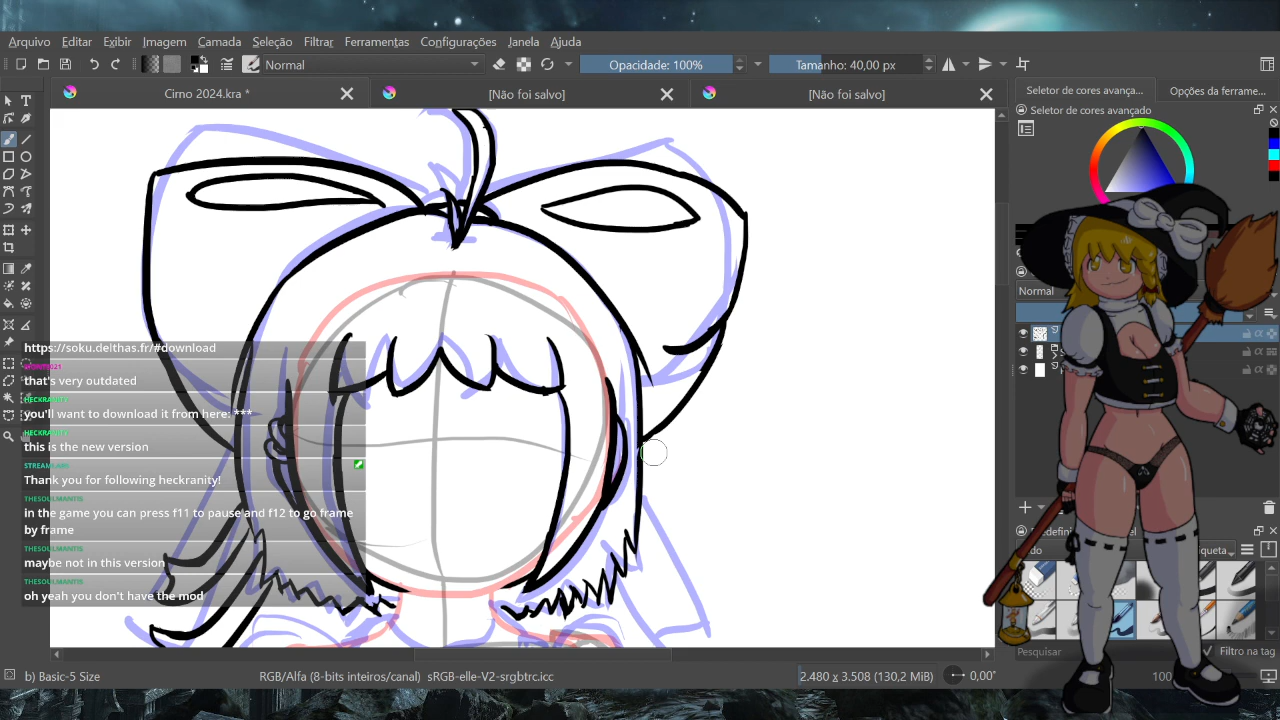 Arquivo Editar Exibir Imagem Camada Seleção Filtrar Ferramentas Configurações Janela Ajuda
Normal
Opacidade: 100%
Tamanho: 40,00 px
Cirno 2024.kra *
[Não foi salvo]
[Não foi salvo]
Seletor de cores avança...
Opções da ferrame...
Seletor de cores avançado
Normal
https://soku.delthas.fr/#download
that's very outdated
HECKRANITY
you'll want to download it from here: ***
HECKRANITY
this is the new version
Thank you for following heckranity!
THESOULMANTIS
in the game you can press f11 to pause and f12 to go frame
by frame
THESOULMANTIS
maybe not in this version
THESOULMANTIS
oh yeah you don't have the mod
Pesquisar
Filtro na tag
b) Basic-5 Size
RGB/Alfa (8-bits inteiros/canal) sRGB-elle-V2-srgbtrc.icc
2.480 x 3.508 (130,2 MiB)
0,00°